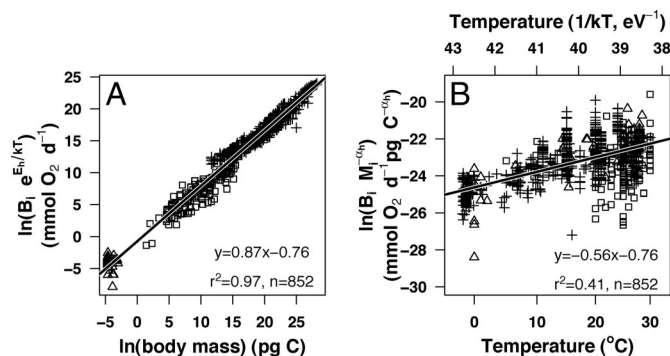 Temperature (1/kT, eV⁻¹)
43 42 41 40 39 38
A
ln(Bᵢ e^(Eₕ/kT))
(mmol O₂ d⁻¹)
25
20
15
10
5
0
−5
y=0.87x−0.76
r²=0.97, n=852
−5 0 5 10 15 20 25
ln(body mass) (pg C)
B
ln(Bᵢ Mᵢ^(−αₕ))
(mmol O₂ d⁻¹pg C^(−αₕ))
−20
−22
−24
−26
−28
−30
y=−0.56x−0.76
r²=0.41, n=852
0 10 20 30
Temperature (°C)